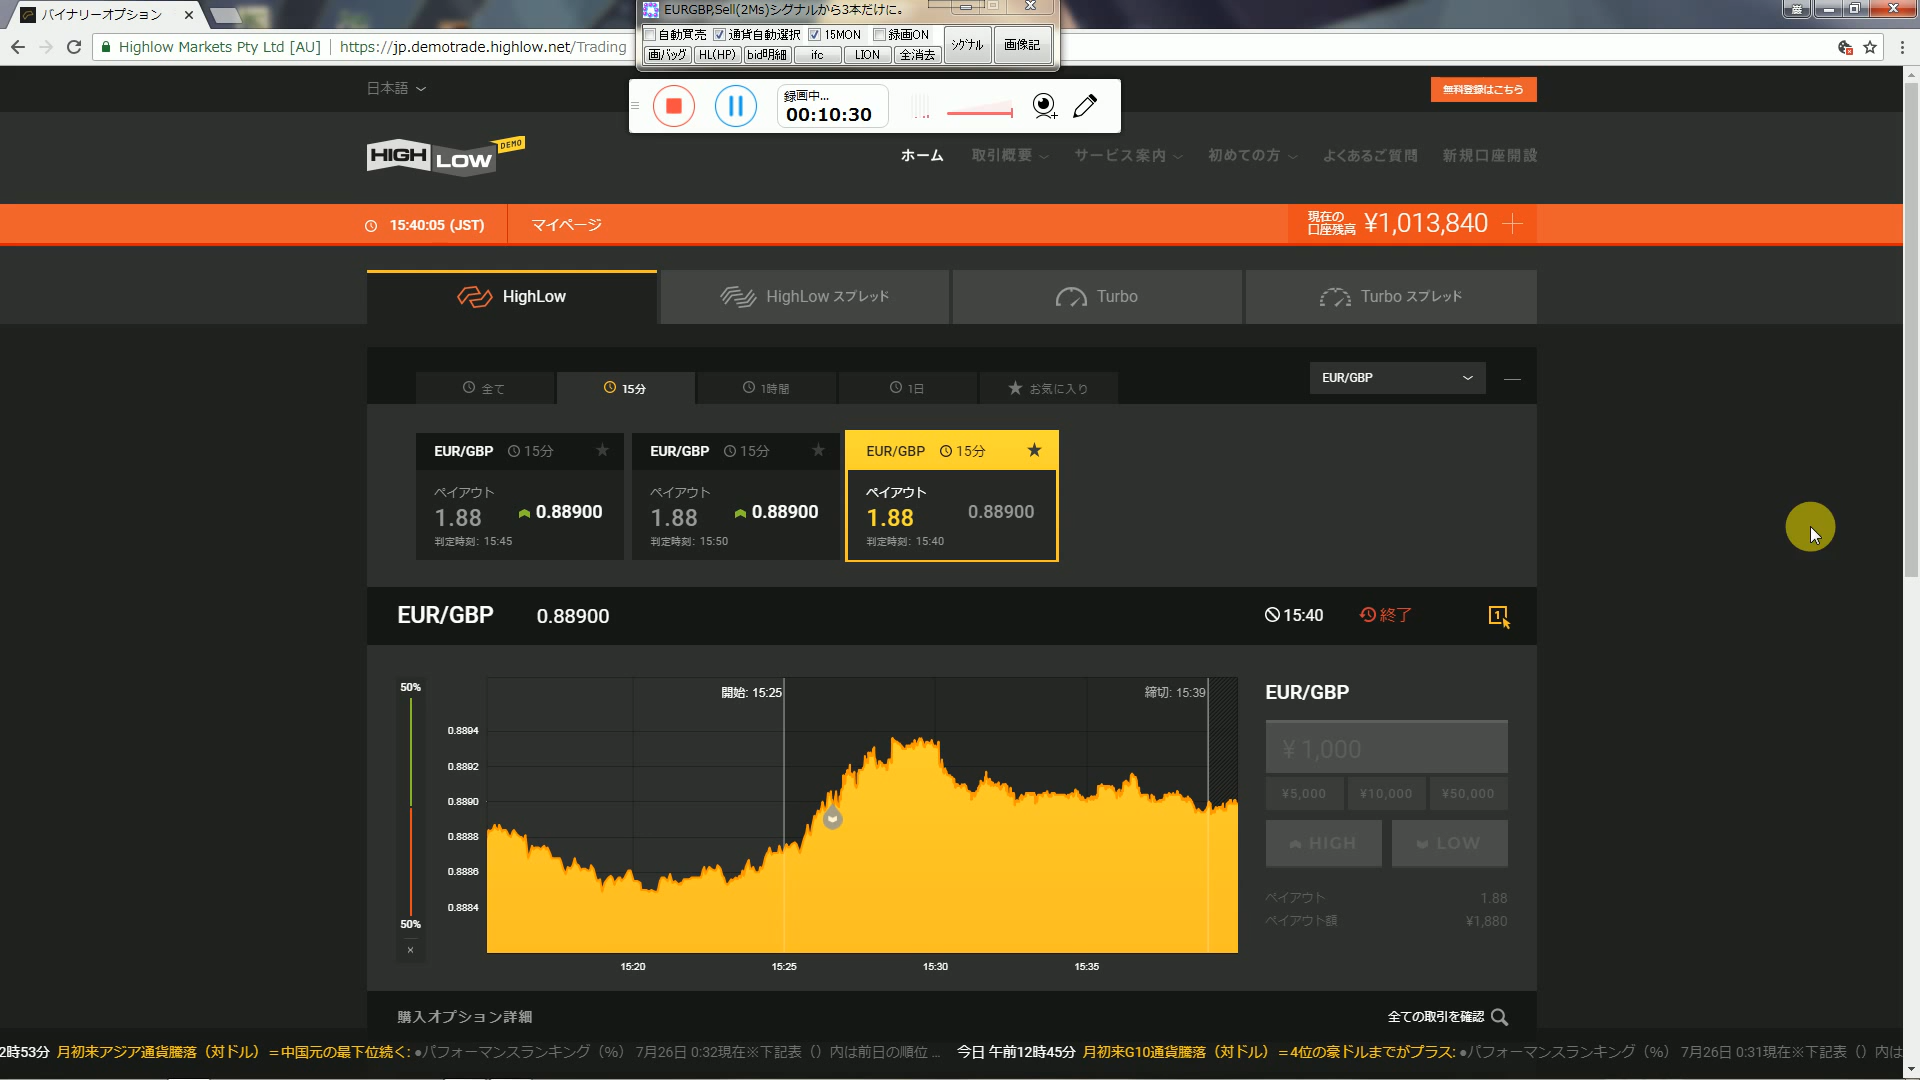 バイナリーオプション
EURGBP,Sell(2Ms)シグナルから3本だけに。
Highlow Markets Pty Ltd [AU] https://jp.demotrade.highlow.net/Trading
自動買売 通貨自動選択 15MON 録画ON
画バッグ HL(HP) bid明細 ifc LION 全消去 シグナル 画像記
録画中...
00:10:30
日本語
無料登録はこちら
HIGH LOW DEMO
ホーム 取引概要 サービス案内 初めての方 よくあるご質問 新規口座開設
15:40:05 (JST) マイページ 現在の口座残高 ¥1,013,840
HighLow HighLow スプレッド Turbo Turbo スプレッド
全て 15分 1時間 1日 お気に入り EUR/GBP
EUR/GBP 15分 EUR/GBP 15分 EUR/GBP 15分
ペイアウト ペイアウト ペイアウト
1.88 0.88900 1.88 0.88900 1.88 0.88900
判定時刻: 15:45 判定時刻: 15:50 判定時刻: 15:40
EUR/GBP 0.88900 15:40 終了 1
50% 開始: 15:25 締切: 15:39 EUR/GBP
0.8894
¥ 1,000
0.8892
¥5,000 ¥10,000 ¥50,000
0.8890
0.8888
HIGH LOW
0.8886
ペイアウト 1.88
0.8884
ペイアウト額 ¥1,880
50%
15:20 15:25 15:30 15:35
購入オプション詳細 全ての取引を確認
2時53分 月初来アジア通貨騰落（対ドル）＝中国元の最下位続く: ●パフォーマンスランキング（%） 7月26日 0:32現在※下記表（）内は前日の順位 ... 今日 午前12時45分 月初来G10通貨騰落（対ドル）＝4位の豪ドルまでがプラス: ●パフォーマンスランキング（%） 7月26日 0:31現在※下記表（）内は